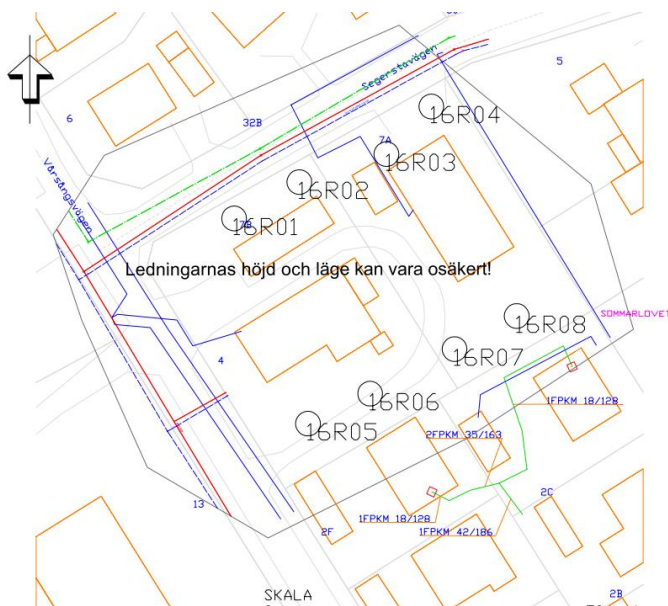 Segerstavägen
5
6
32B
16R04
7A
16R03
Vårsångsvägen
16R02
7B
16R01
Ledningarnas höjd och läge kan vara osäkert!
SOMMARLOVET
16R08
16R07
4
16R06
1FPKM 18/128
16R05
2FPKM 35/163
2C
13
1FPKM 18/128
2F
1FPKM 42/186
SKALA
2B